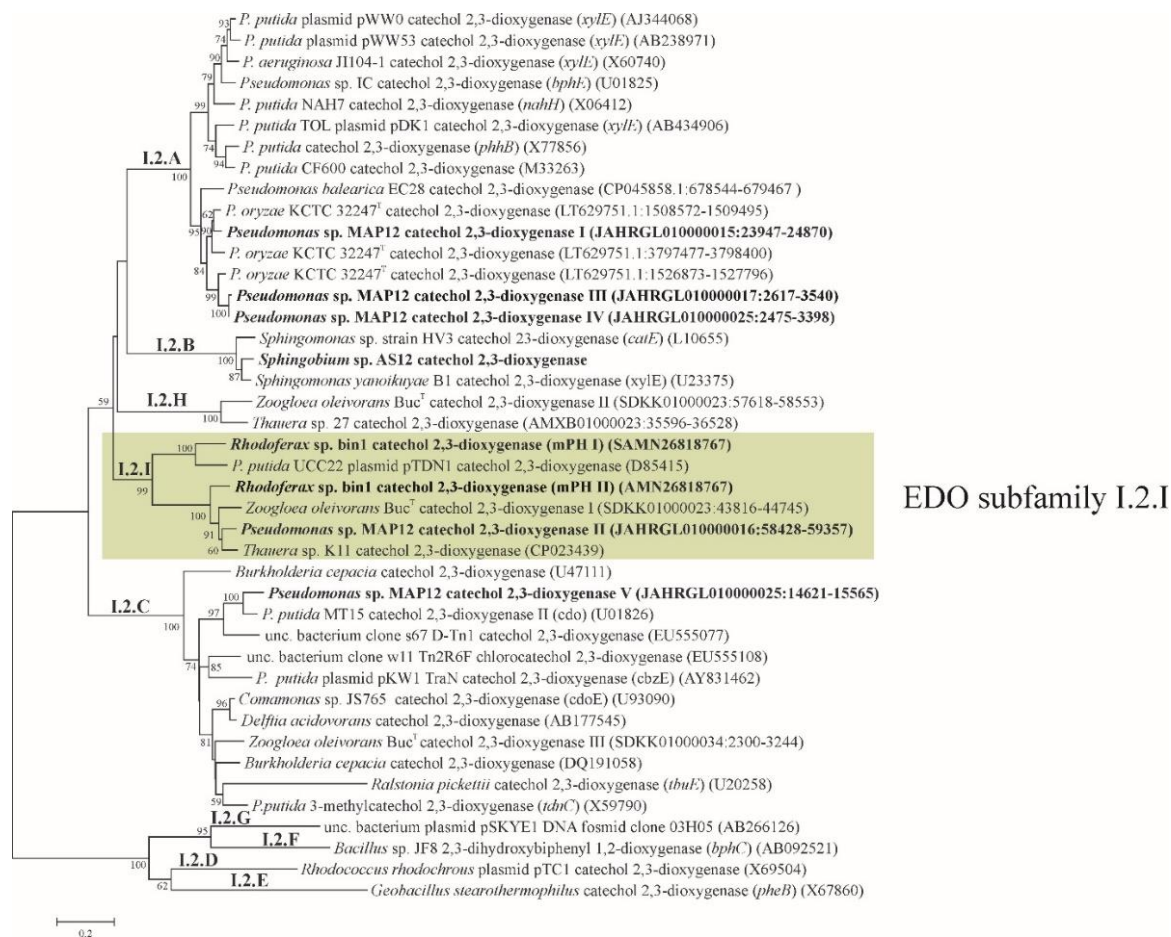 P. putida plasmid pWW0 catechol 2,3-dioxygenase (xylE) (AJ344068)
93
P. putida plasmid pWW53 catechol 2,3-dioxygenase (xylE) (AB238971)
74
P. aeruginosa JI104-1 catechol 2,3-dioxygenase (xylE) (X60740)
90
Pseudomonas sp. IC catechol 2,3-dioxygenase (bphE) (U01825)
79
P. putida NAH7 catechol 2,3-dioxygenase (nahH) (X06412)
99
P. putida TOL plasmid pDK1 catechol 2,3-dioxygenase (xylE) (AB434906)
P. putida catechol 2,3-dioxygenase (phhB) (X77856)
74
I.2.A
P. putida CF600 catechol 2,3-dioxygenase (M33263)
94
100
Pseudomonas balearica EC28 catechol 2,3-dioxygenase (CP045858.1:678544-679467 )
P. oryzae KCTC 32247T catechol 2,3-dioxygenase (LT629751.1:1508572-1509495)
62
Pseudomonas sp. MAP12 catechol 2,3-dioxygenase I (JAHRGL010000015:23947-24870)
95
90
P. oryzae KCTC 32247T catechol 2,3-dioxygenase (LT629751.1:3797477-3798400)
84
P. oryzae KCTC 32247T catechol 2,3-dioxygenase (LT629751.1:1526873-1527796)
99
Pseudomonas sp. MAP12 catechol 2,3-dioxygenase III (JAHRGL010000017:2617-3540)
100
Pseudomonas sp. MAP12 catechol 2,3-dioxygenase IV (JAHRGL010000025:2475-3398)
Sphingomonas sp. strain HV3 catechol 23-dioxygenase (catE) (L10655)
I.2.B
100
Sphingobium sp. AS12 catechol 2,3-dioxygenase
87
Sphingomonas yanoikuyae B1 catechol 2,3-dioxygenase (xylE) (U23375)
59
I.2.H
Zoogloea oleivorans BucT catechol 2,3-dioxygenase II (SDKK01000023:57618-58553)
100
Thauera sp. 27 catechol 2,3-dioxygenase (AMXB01000023:35596-36528)
100
Rhodoferax sp. bin1 catechol 2,3-dioxygenase (mPH I) (SAMN26818767)
I.2.I
P. putida UCC22 plasmid pTDN1 catechol 2,3-dioxygenase (D85415)
99
Rhodoferax sp. bin1 catechol 2,3-dioxygenase (mPH II) (AMN26818767)
EDO subfamily I.2.I
100
Zoogloea oleivorans BucT catechol 2,3-dioxygenase I (SDKK01000023:43816-44745)
91
Pseudomonas sp. MAP12 catechol 2,3-dioxygenase II (JAHRGL010000016:58428-59357)
60
Thauera sp. K11 catechol 2,3-dioxygenase (CP023439)
Burkholderia cepacia catechol 2,3-dioxygenase (U47111)
100
Pseudomonas sp. MAP12 catechol 2,3-dioxygenase V (JAHRGL010000025:14621-15565)
I.2.C
97
P. putida MT15 catechol 2,3-dioxygenase II (cdo) (U01826)
100
unc. bacterium clone s67 D-Tn1 catechol 2,3-dioxygenase (EU555077)
unc. bacterium clone w11 Tn2R6F chlorocatechol 2,3-dioxygenase (EU555108)
74
85
P. putida plasmid pKW1 TraN catechol 2,3-dioxygenase (cbzE) (AY831462)
Comamonas sp. JS765 catechol 2,3-dioxygenase (cdoE) (U93090)
96
Delftia acidovorans catechol 2,3-dioxygenase (AB177545)
81
Zoogloea oleivorans BucT catechol 2,3-dioxygenase III (SDKK01000034:2300-3244)
Burkholderia cepacia catechol 2,3-dioxygenase (DQ191058)
Ralstonia pickettii catechol 2,3-dioxygenase (tbuE) (U20258)
59
P.putida 3-methylcatechol 2,3-dioxygenase (tdnC) (X59790)
I.2.G
95
unc. bacterium plasmid pSKYE1 DNA fosmid clone 03H05 (AB266126)
I.2.F
Bacillus sp. JF8 2,3-dihydroxybiphenyl 1,2-dioxygenase (bphC) (AB092521)
100
I.2.D
Rhodococcus rhodochrous plasmid pTC1 catechol 2,3-dioxygenase (X69504)
62
I.2.E
Geobacillus stearothermophilus catechol 2,3-dioxygenase (pheB) (X67860)
0.2